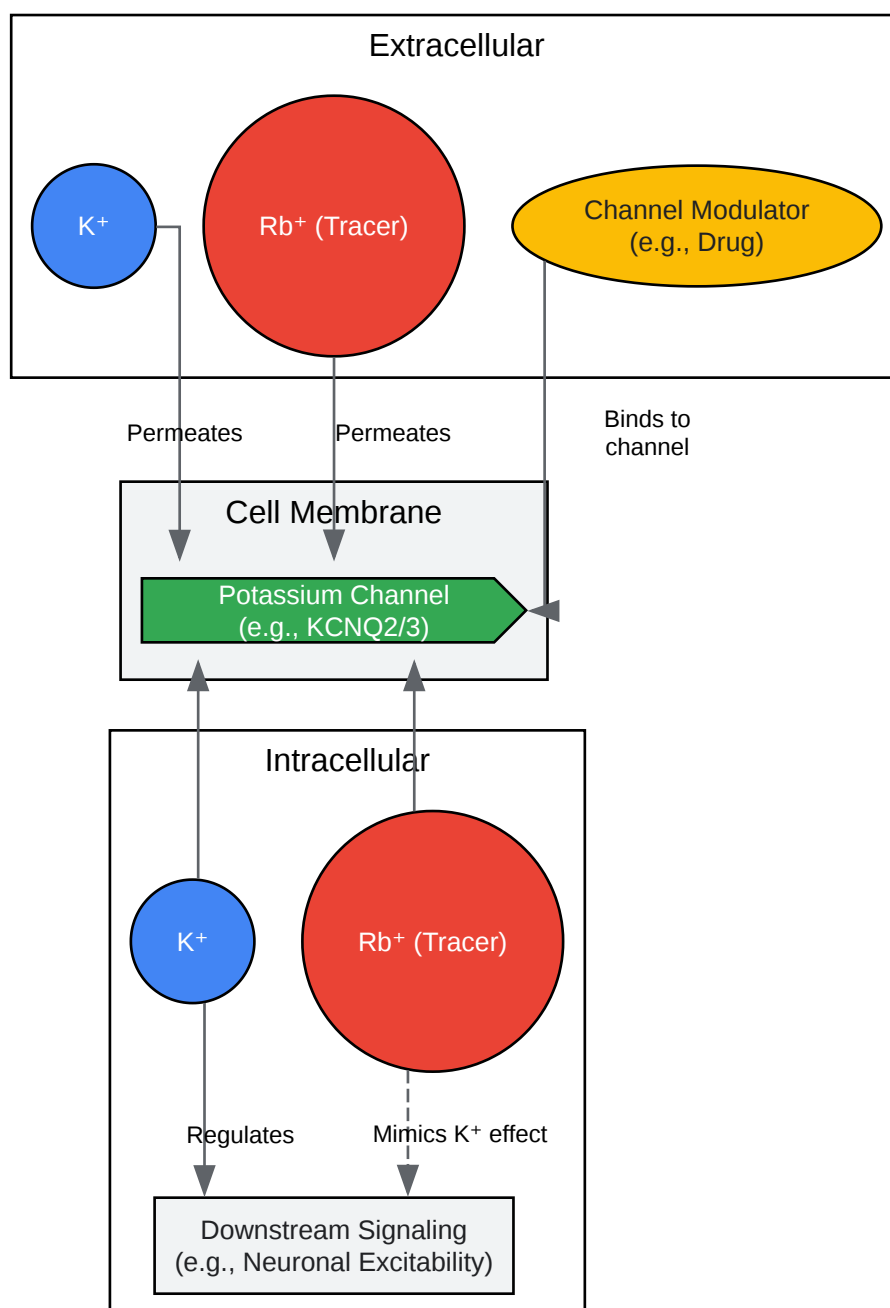 Extracellular
K⁺
Rb⁺ (Tracer)
Channel Modulator
(e.g., Drug)
Permeates
Permeates
Binds to
channel
Cell Membrane
Potassium Channel
(e.g., KCNQ2/3)
Intracellular
K⁺
Rb⁺ (Tracer)
Regulates
Mimics K⁺ effect
Downstream Signaling
(e.g., Neuronal Excitability)